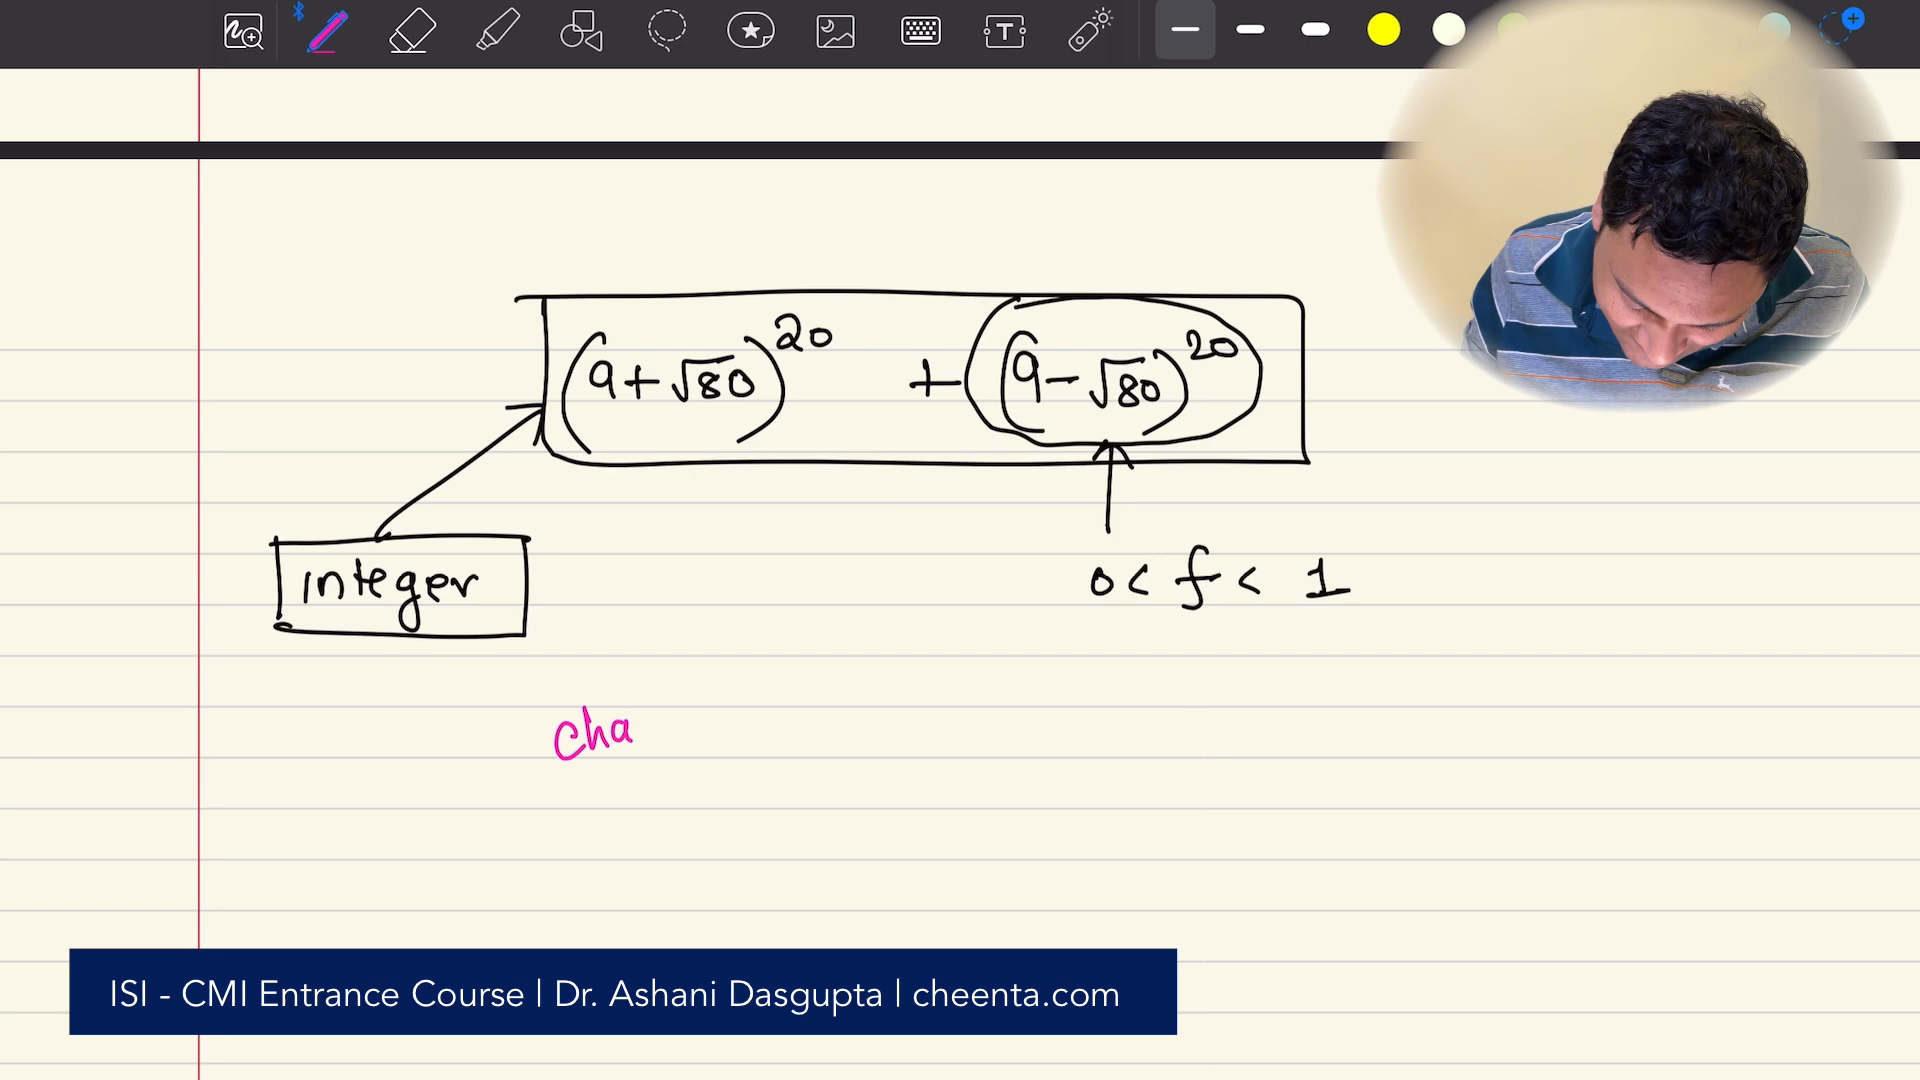 (9+√80)^20 + (9-√80)^20
integer
0 < f < 1
cha
ISI - CMI Entrance Course | Dr. Ashani Dasgupta | cheenta.com